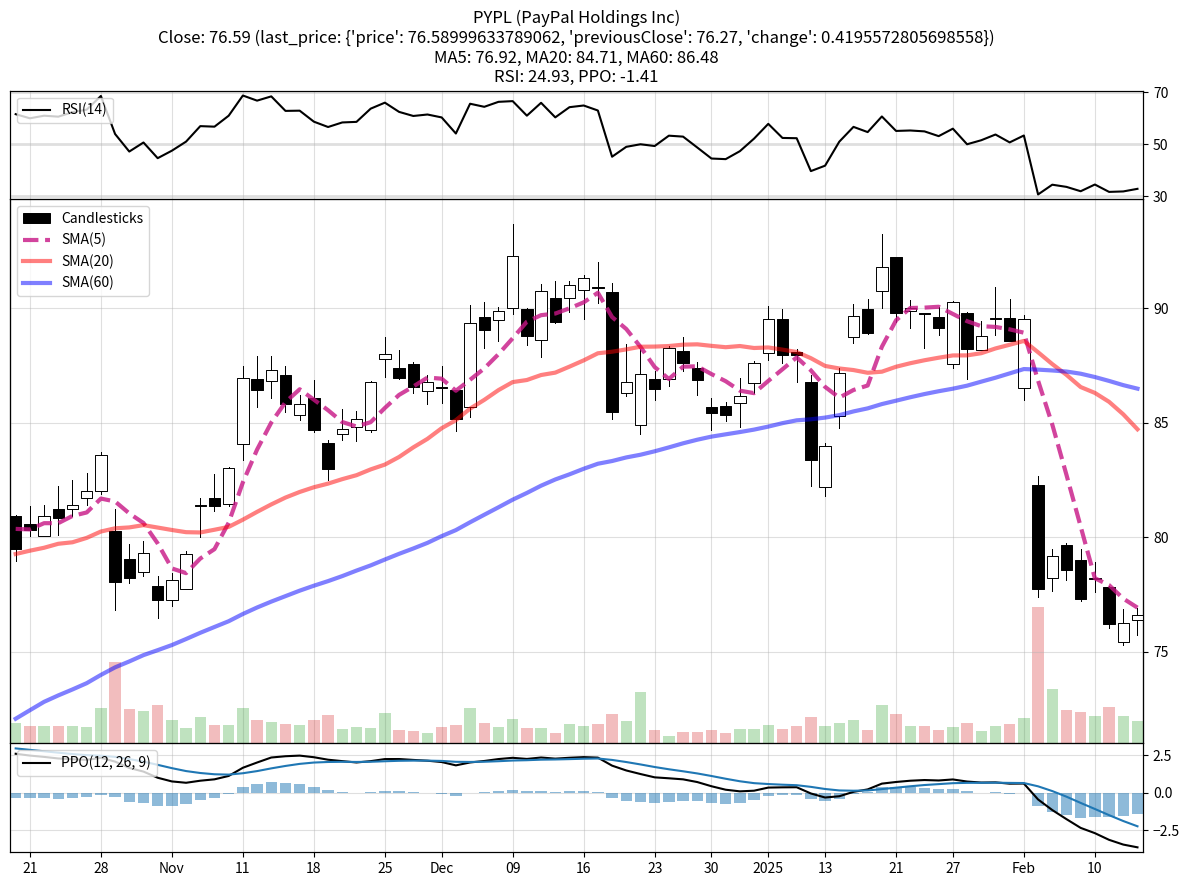 PYPL (PayPal Holdings Inc)
Close: 76.59 (last_price: {'price': 76.58999633789062, 'previousClose': 76.27, 'change': 0.4195572805698558})
MA5: 76.92, MA20: 84.71, MA60: 86.48
RSI: 24.93, PPO: -1.41
RSI(14)
70
50
30
Candlesticks
SMA(5)
SMA(20)
SMA(60)
90
85
80
75
PPO(12, 26, 9)
2.5
0.0
−2.5
21 28 Nov 11 18 25 Dec 09 16 23 30 2025 13 21 27 Feb 10